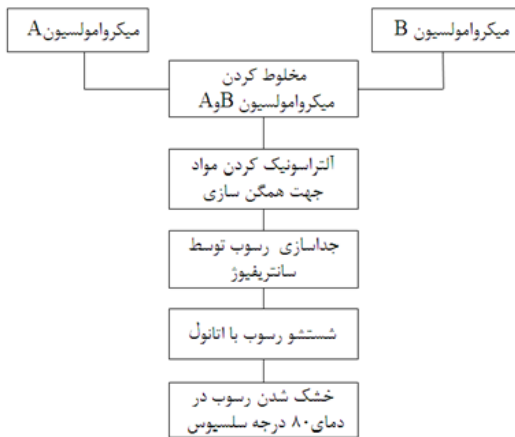 میکروامولسیونA
میکروامولسیون B
مخلوط کردن
میکروامولسیون AوB
آلتراسونیک کردن مواد
جهت همگن سازی
جداسازی رسوب توسط
سانتریفیوژ
شستشو رسوب با اتانول
خشک شدن رسوب در
دمای۸۰ درجه سلسیوس